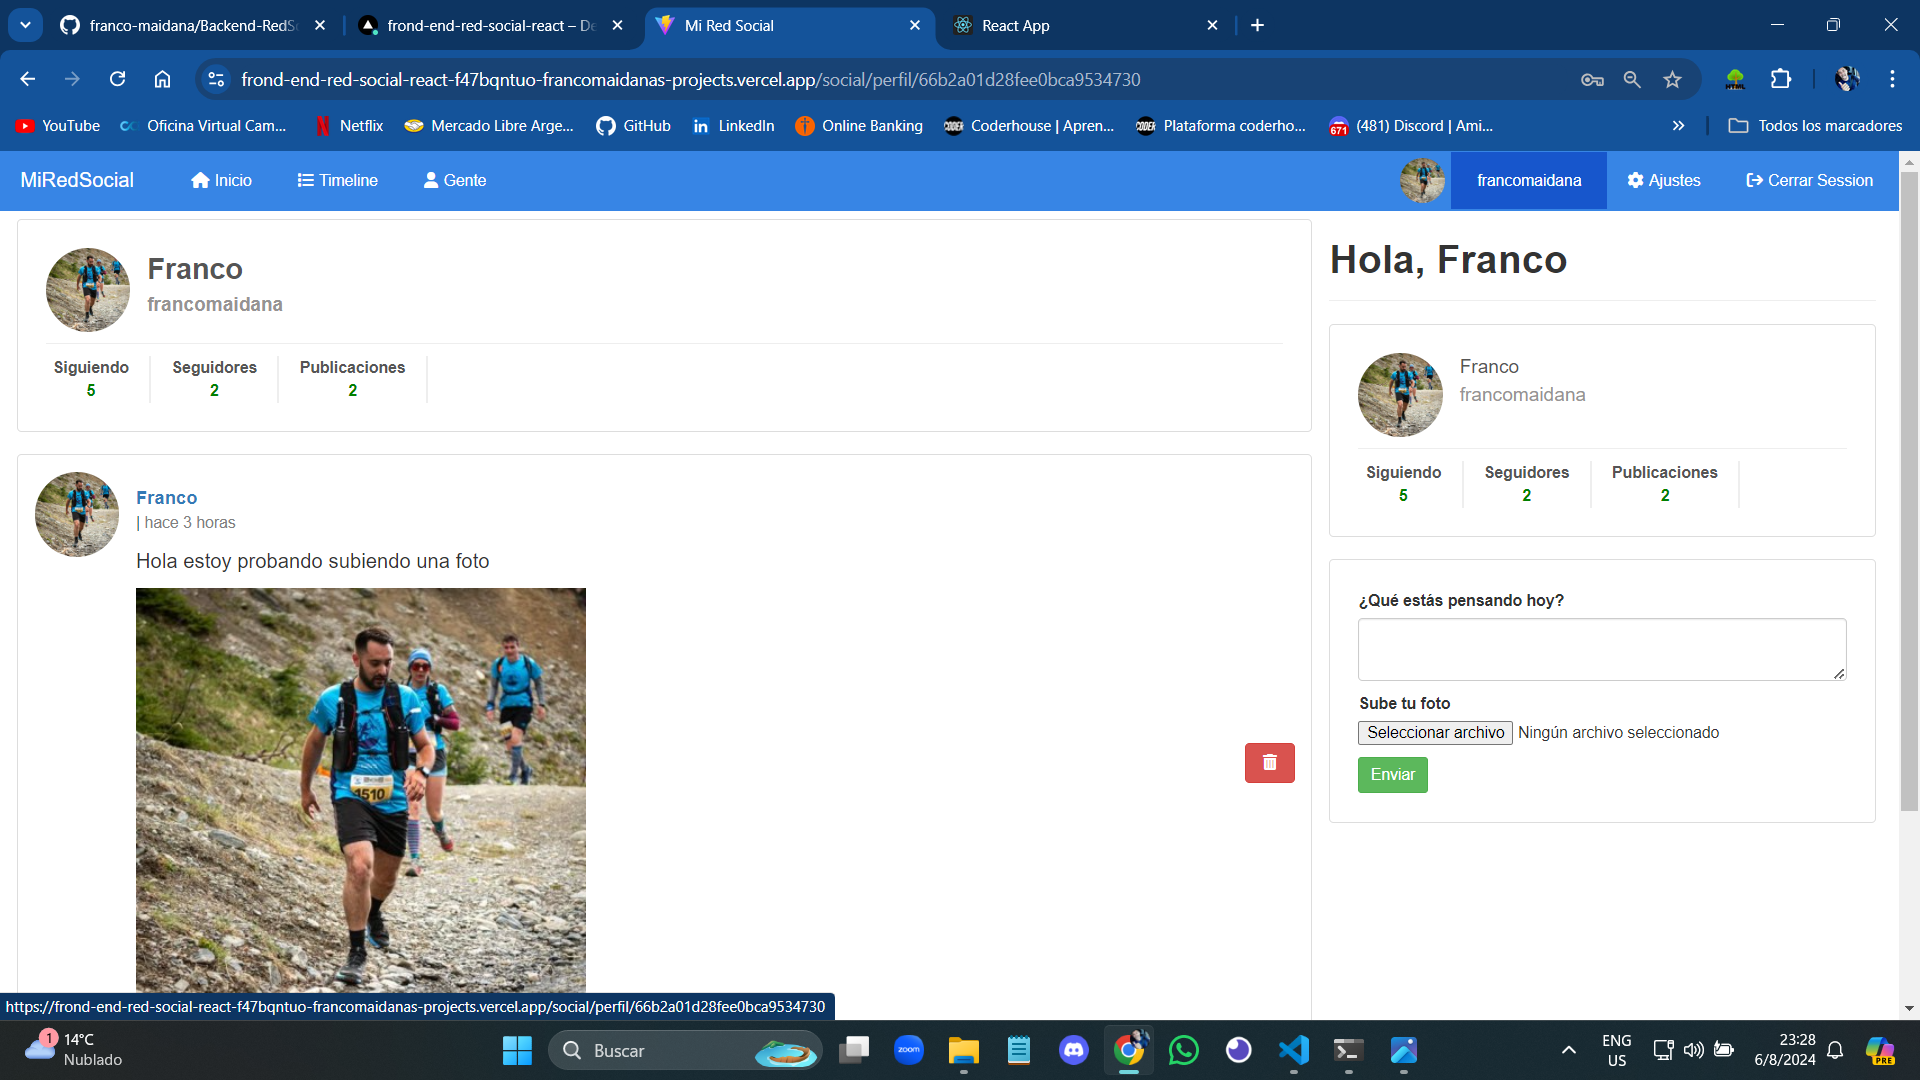 franco-maidana/Backend-RedS
frond-end-red-social-react – De
Mi Red Social
React App
frond-end-red-social-react-f47bqntuo-francomaidanas-projects.vercel.app/social/perfil/66b2a01d28fee0bca9534730
YouTube
Oficina Virtual Cam...
Netflix
Mercado Libre Arge...
GitHub
LinkedIn
Online Banking
Coderhouse | Apren...
Plataforma coderho...
671
(481) Discord | Ami...
Todos los marcadores
MiRedSocial
Inicio
Timeline
Gente
francomaidana
Ajustes
Cerrar Session
Franco
francomaidana
Siguiendo
5
Seguidores
2
Publicaciones
2
Franco
| hace 3 horas
Hola estoy probando subiendo una foto
1510
Hola, Franco
Franco
francomaidana
Siguiendo
5
Seguidores
2
Publicaciones
2
¿Qué estás pensando hoy?
Sube tu foto
Seleccionar archivo Ningún archivo seleccionado
Enviar
https://frond-end-red-social-react-f47bqntuo-francomaidanas-projects.vercel.app/social/perfil/66b2a01d28fee0bca9534730
1
14°C
Nublado
Buscar
zoom
ENG
US
23:28
6/8/2024
PRE